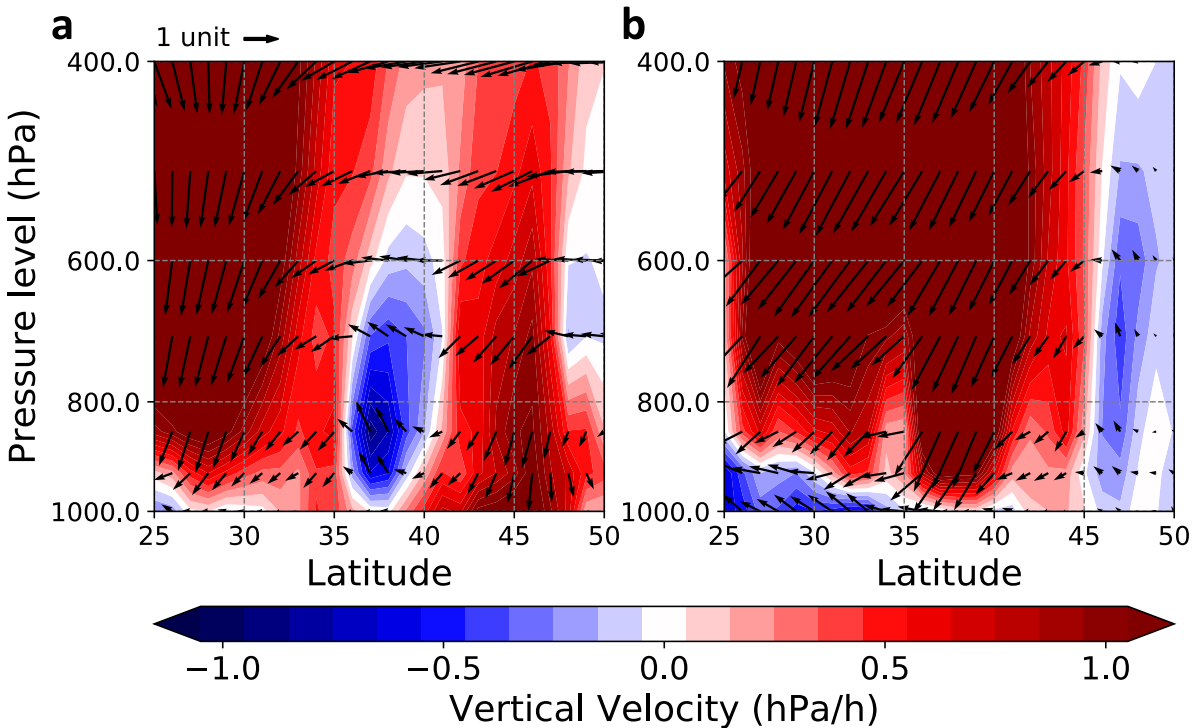 a
b
1 unit
400.0
600.0
800.0
1000.0
25 30 35 40 45 50
Latitude
Pressure level (hPa)
400.0
600.0
800.0
1000.0
25 30 35 40 45 50
Latitude
−1.0 −0.5 0.0 0.5 1.0
Vertical Velocity (hPa/h)